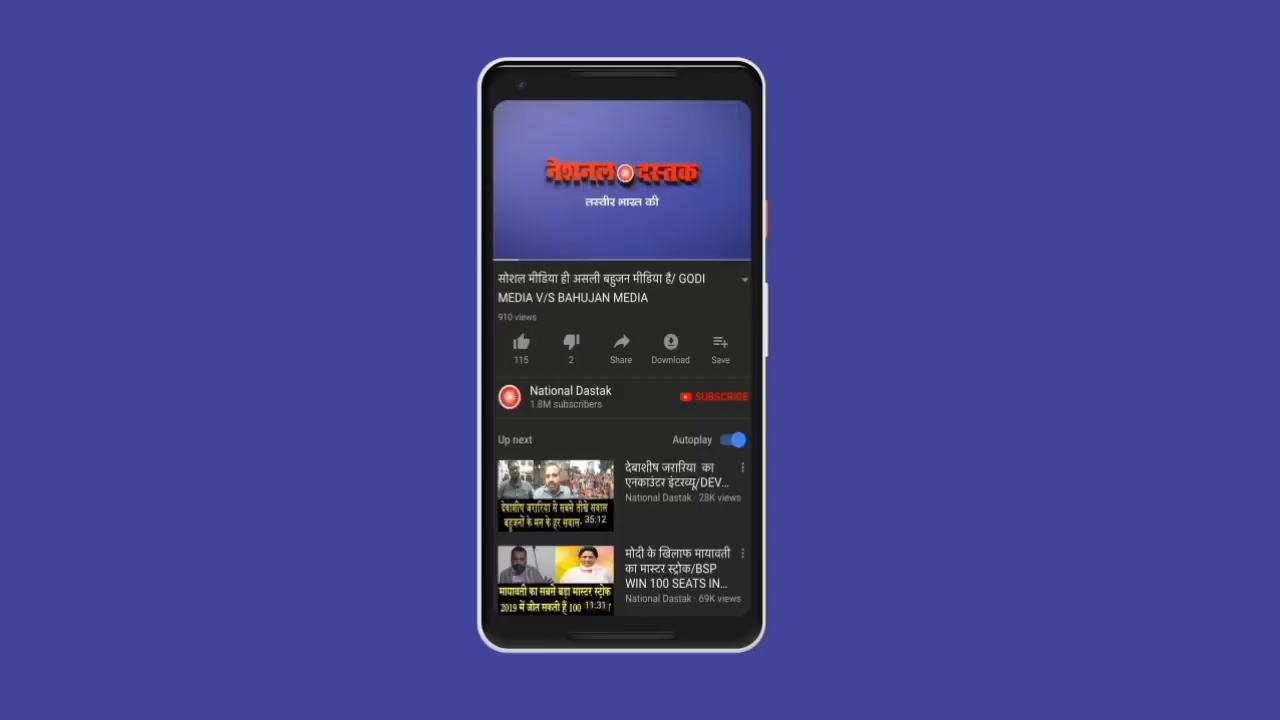 नेशनल दस्तक
तस्वीर भारत की
सोशल मीडिया ही असली बहुजन मीडिया है/ GODI
MEDIA V/S BAHUJAN MEDIA
910 views
115
2
Share
Download
Save
National Dastak
1.8M subscribers
SUBSCRIBE
Up next
Autoplay
देबाशीष जरारिया से सबसे तीखे सवाल
बहुजनों के मन के हर सवाल-
35:12
देबाशीष जरारिया का
एनकाउंटर इंटरव्यू/DEV...
National Dastak · 28K views
मायावती का सबसे बड़ा मास्टर स्ट्रोक
2019 में जीत सकती हैं 100
11:31
मोदी के खिलाफ मायावती
का मास्टर स्ट्रोक/BSP
WIN 100 SEATS IN...
National Dastak · 69K views